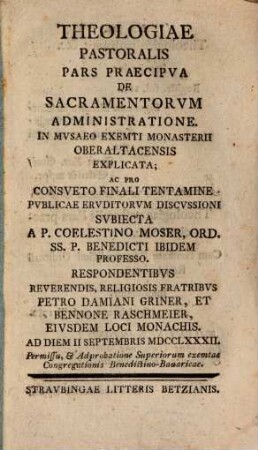 THEOLOGIAE
PASTORALIS
PARS PRAECIPVA
DE
SACRAMENTORVM
ADMINISTRATIONE.
IN MVSAEO EXEMTI MONASTERII
OBERALTACENSIS
EXPLICATA;
AC PRO
CONSVETO FINALI TENTAMINE
PVBLICAE ERVDITORVM DISCVSSIONI
SVBIECTA
A P. COELESTINO MOSER, ORD.
SS. P. BENEDICTI IBIDEM
PROFESSO.
RESPONDENTIBVS
REVERENDIS, RELIGIOSIS FRATRIBVS
PETRO DAMIANI GRINER, ET
BENNONE RASCHMEIER,
EIVSDEM LOCI MONACHIS.
AD DIEM II SEPTEMBRIS MDCCLXXXII.
Permissu, & Adprobatione Superiorum exemtae
Congregationis Benedictino-Bavaricae.
STRAVBINGAE LITTERIS BETZIANIS.